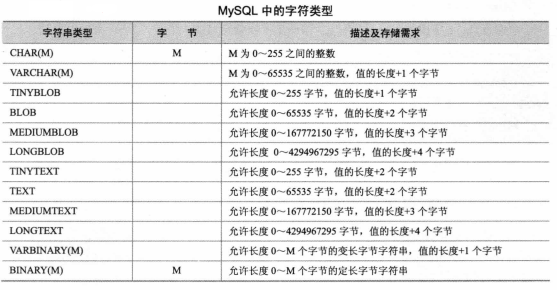 MySQL 中的字符类型
字符串类型 字 节 描述及存储需求
CHAR(M) M M 为 0～255 之间的整数
VARCHAR(M) M 为 0～65535 之间的整数，值的长度+1 个字节
TINYBLOB 允许长度 0～255 字节，值的长度+1 个字节
BLOB 允许长度 0～65535 字节，值的长度+2 个字节
MEDIUMBLOB 允许长度 0～167772150 字节，值的长度+3 个字节
LONGBLOB 允许长度 0～4294967295 字节，值的长度+4 个字节
TINYTEXT 允许长度 0～255 字节，值的长度+2 个字节
TEXT 允许长度 0～65535 字节，值的长度+2 个字节
MEDIUMTEXT 允许长度 0～167772150 字节，值的长度+3 个字节
LONGTEXT 允许长度 0～4294967295 字节，值的长度+4 个字节
VARBINARY(M) 允许长度 0～M 个字节的变长字节字符串，值的长度+1 个字节
BINARY(M) M 允许长度 0～M 个字节的定长字节字符串